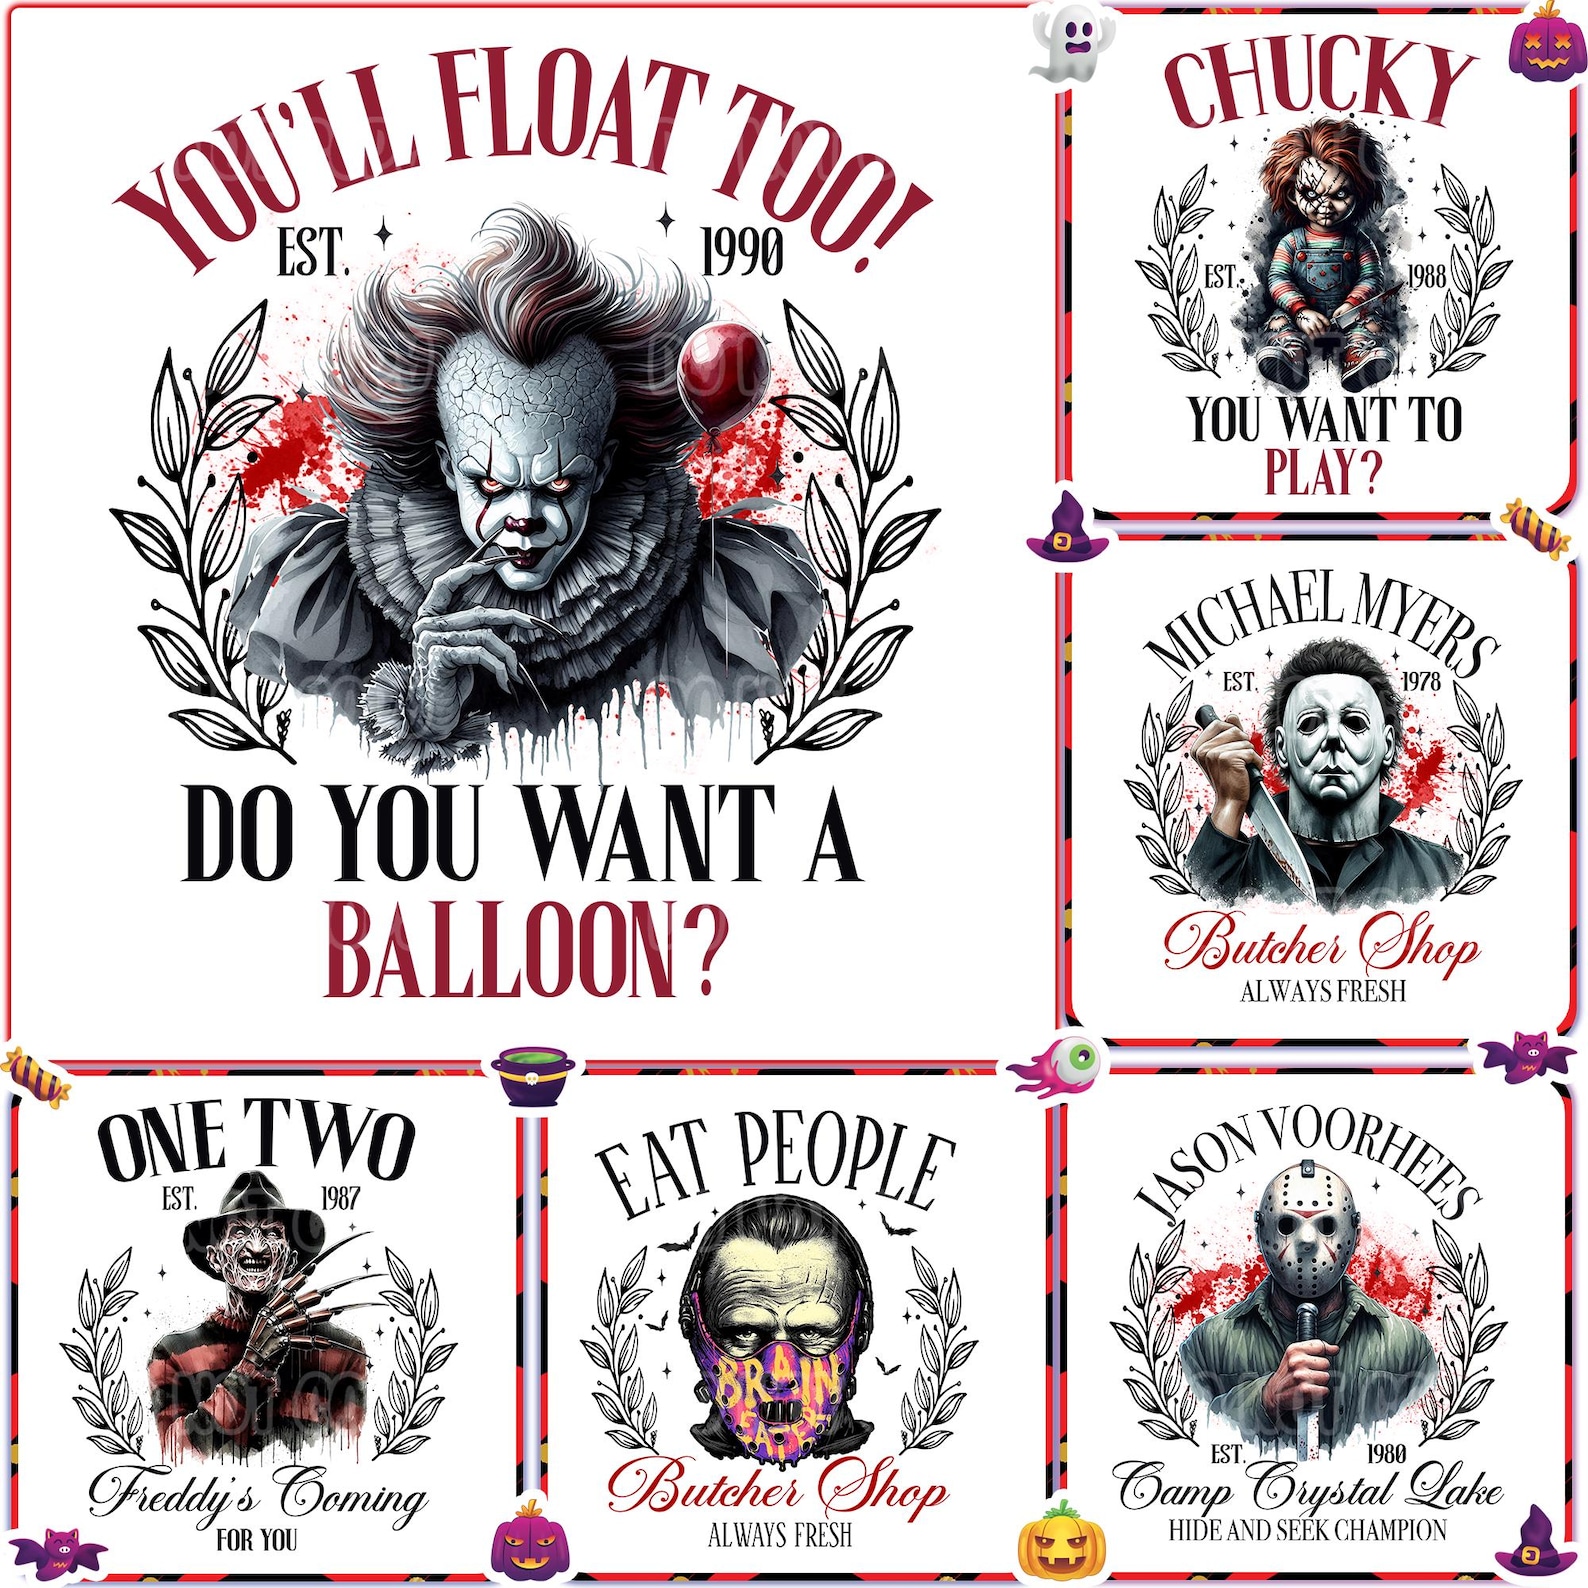 YOU'LL FLOAT TOO!
EST. 1990
DO YOU WANT A
BALLOON?
CHUCKY
EST. 1988
YOU WANT TO
PLAY?
MICHAEL MYERS
EST. 1978
Butcher Shop
ALWAYS FRESH
ONE TWO
EST. 1987
Freddy's Coming
FOR YOU
EAT PEOPLE
BRAIN
EATER
Butcher Shop
ALWAYS FRESH
JASON VOORHEES
EST. 1980
Camp Crystal Lake
HIDE AND SEEK CHAMPION